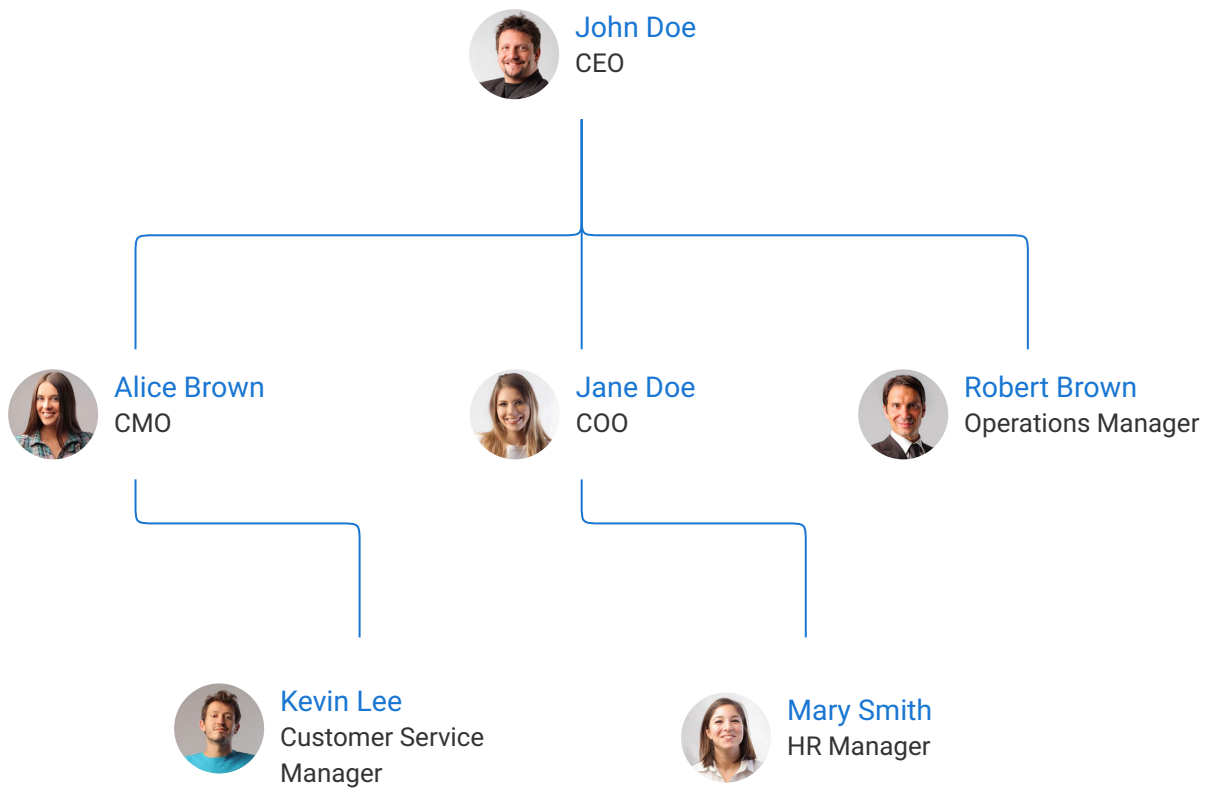 John Doe
CEO
Alice Brown
CMO
Jane Doe
COO
Robert Brown
Operations Manager
Kevin Lee
Customer Service
Manager
Mary Smith
HR Manager